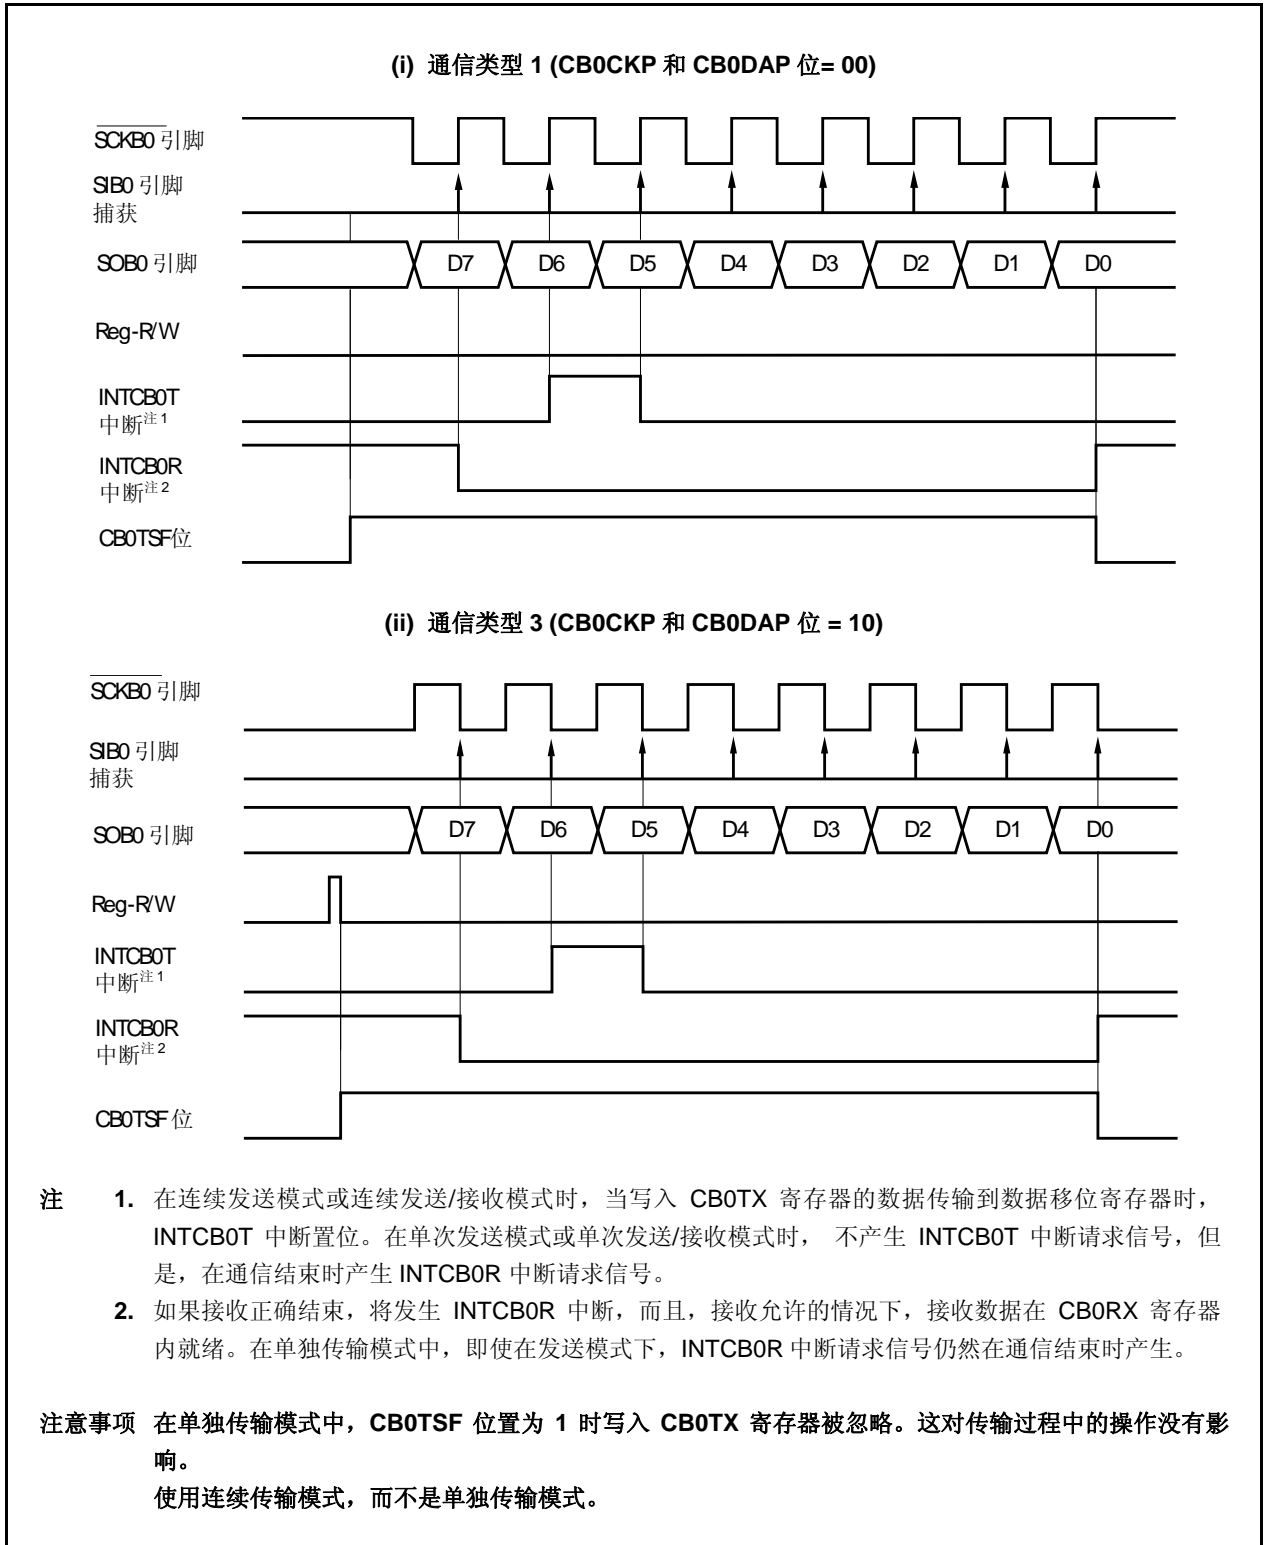 (i) 通信类型 1 (CB0CKP 和 CB0DAP 位= 00)
SCKB0 引脚
SIB0 引脚
捕获
SOB0 引脚
D7 D6 D5 D4 D3 D2 D1 D0
Reg-R/W
INTCB0T
中断注1
INTCB0R
中断注2
CB0TSF位
(ii) 通信类型 3 (CB0CKP 和 CB0DAP 位 = 10)
SCKB0 引脚
SIB0 引脚
捕获
SOB0 引脚
D7 D6 D5 D4 D3 D2 D1 D0
Reg-R/W
INTCB0T
中断注1
INTCB0R
中断注2
CB0TSF 位
注 1. 在连续发送模式或连续发送/接收模式时，当写入 CB0TX 寄存器的数据传输到数据移位寄存器时，
INTCB0T 中断置位。在单次发送模式或单次发送/接收模式时， 不产生 INTCB0T 中断请求信号，但
是，在通信结束时产生 INTCB0R 中断请求信号。
2. 如果接收正确结束，将发生 INTCB0R 中断，而且，接收允许的情况下，接收数据在 CB0RX 寄存器
内就绪。在单独传输模式中，即使在发送模式下，INTCB0R 中断请求信号仍然在通信结束时产生。
注意事项 在单独传输模式中，CB0TSF 位置为 1 时写入 CB0TX 寄存器被忽略。这对传输过程中的操作没有影
响。
使用连续传输模式，而不是单独传输模式。